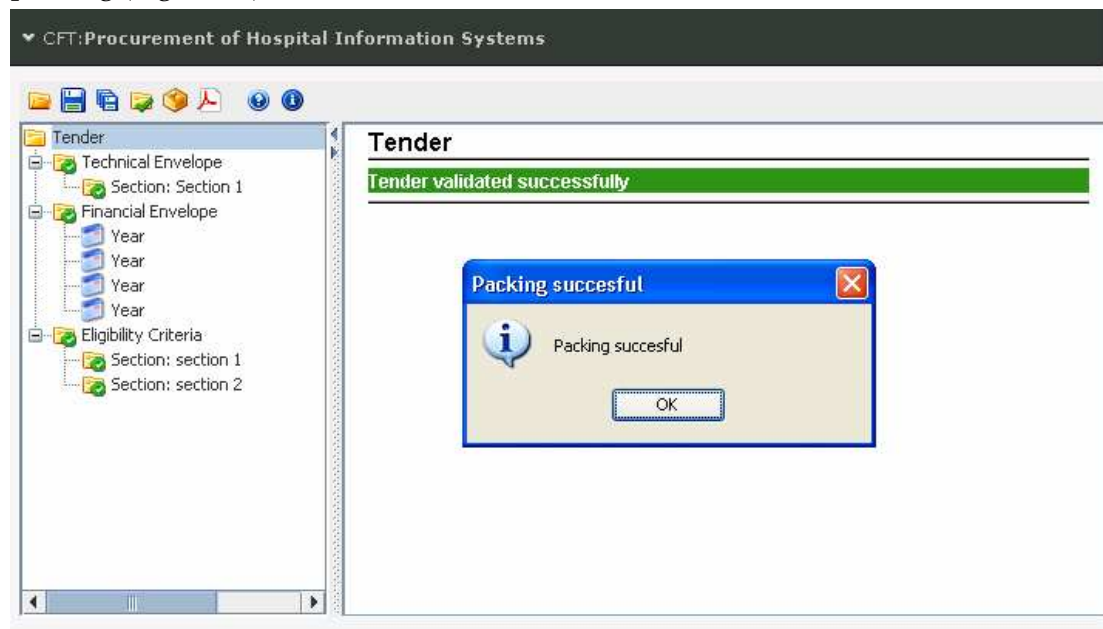 CFT:Procurement of Hospital Information Systems
Tender
Technical Envelope
Section: Section 1
Financial Envelope
Year
Year
Year
Year
Eligibility Criteria
Section: section 1
Section: section 2
Tender
Tender validated successfully
Packing succesful
Packing succesful
OK